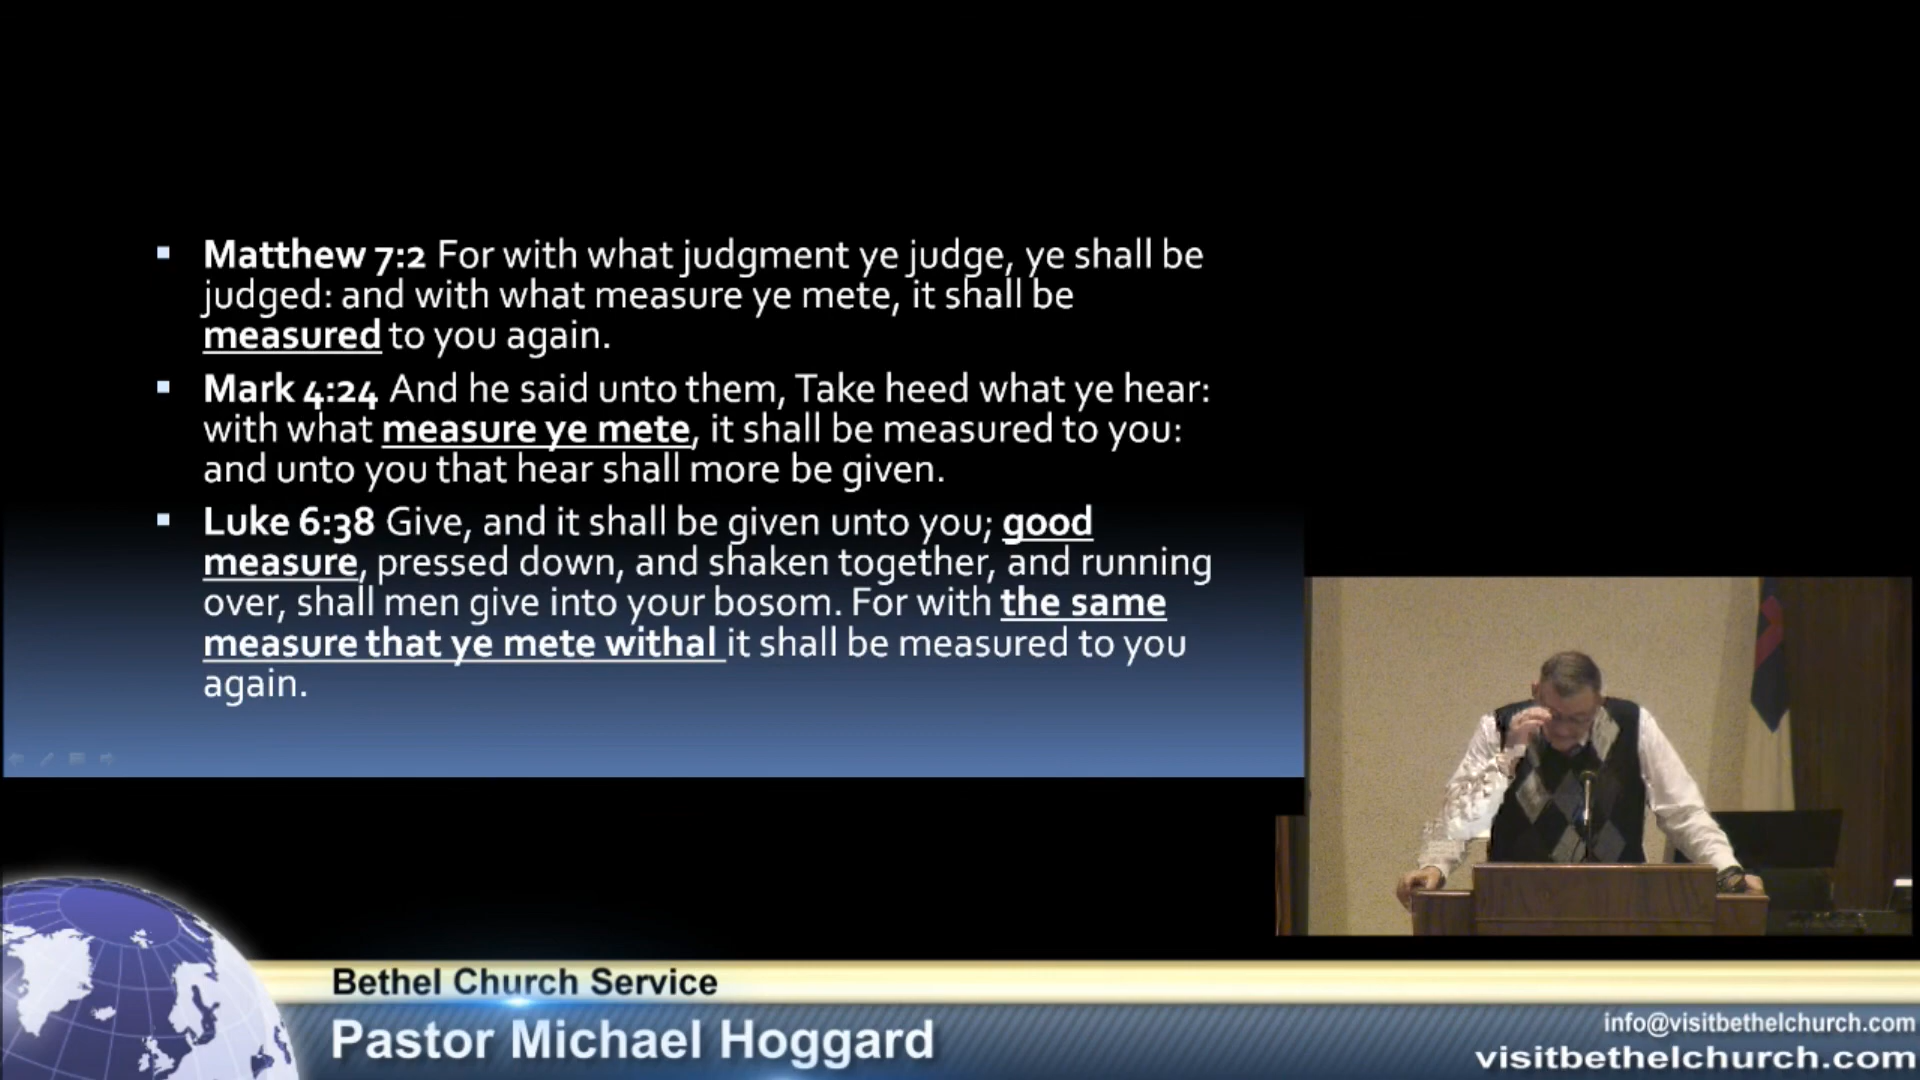 Matthew 7:2 For with what judgment ye judge, ye shall be
judged: and with what measure ye mete, it shall be
measured to you again.
Mark 4:24 And he said unto them, Take heed what ye hear:
with what measure ye mete, it shall be measured to you:
and unto you that hear shall more be given.
Luke 6:38 Give, and it shall be given unto you; good
measure, pressed down, and shaken together, and running
over, shall men give into your bosom. For with the same
measure that ye mete withal it shall be measured to you
again.
Bethel Church Service
Pastor Michael Hoggard
info@visitbethelchurch.com
visitbethelchurch.com